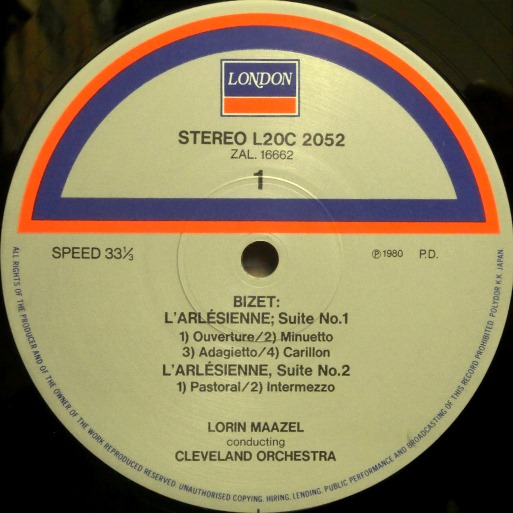 LONDON
STEREO L20C 2052
ZAL. 16662
1
SPEED 33⅓
℗ 1980 P.D.
BIZET:
L'ARLÉSIENNE; Suite No.1
1) Ouverture/2) Minuetto
3) Adagietto/4) Carillon
L'ARLÉSIENNE, Suite No.2
1) Pastoral/2) Intermezzo
LORIN MAAZEL
conducting
CLEVELAND ORCHESTRA
ALL RIGHTS OF THE PRODUCER AND OF THE OWNER OF THE WORK REPRODUCED RESERVED. UNAUTHORISED COPYING, HIRING, LENDING, PUBLIC PERFORMANCE AND BROADCASTING OF THIS RECORD PROHIBITED. POLYDOR K.K. JAPAN